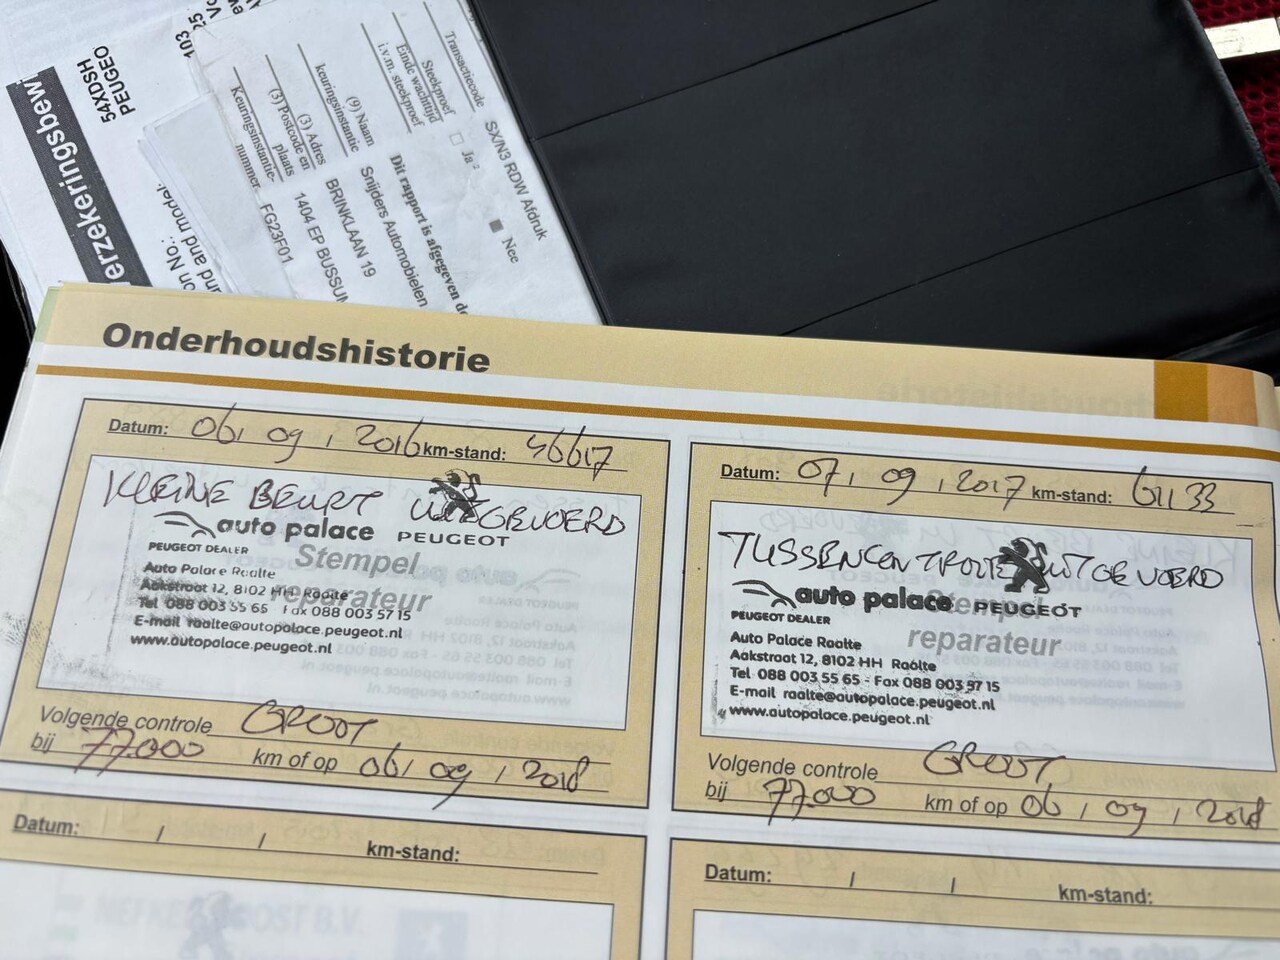 54XDSH
PEUGEO
103
25
Transactiecode
SX/N3 RDW Afdruk
Steekproef
Einde wachttijd
i.v.m. steekproef
Ja
Nee
Dit rapport is afgegeven
(9) Naam
keuringsinstantie
Snijders Automobielen
(3) Adres
BRINKLAAN 19
(3) Postcode en
plaats
1404 EP BUSSUM
Keuringsinstantie-
nummer
FG23F01
on No.:
and model:
Onderhoudshistorie
Datum: 06, 09, 2016 km-stand: 46617
KLEINE BEURT UITGEVOERD
auto palace PEUGEOT
PEUGEOT DEALER
Stempel
reparateur
Auto Palace Raalte
Aakstraat 12, 8102 HH Raalte
Tel 088 003 55 65 Fax 088 003 57 15
E-mail raalte@autopalace.peugeot.nl
www.autopalace.peugeot.nl
Volgende controle GROOT
bij 77.000 km of op 06, 09, 2018
Datum: / / km-stand:
Datum: 07, 09, 2017 km-stand: 61133
TUSSENCONTROLE UITGEVOERD
auto palace PEUGEOT
PEUGEOT DEALER
Stempel
reparateur
Auto Palace Raalte
Aakstraat 12, 8102 HH Raalte
Tel 088 003 55 65 - Fax 088 003 57 15
E-mail raalte@autopalace.peugeot.nl
www.autopalace.peugeot.nl
Volgende controle GROOT
bij 77.000 km of op 06, 09, 2018
Datum: / / km-stand: